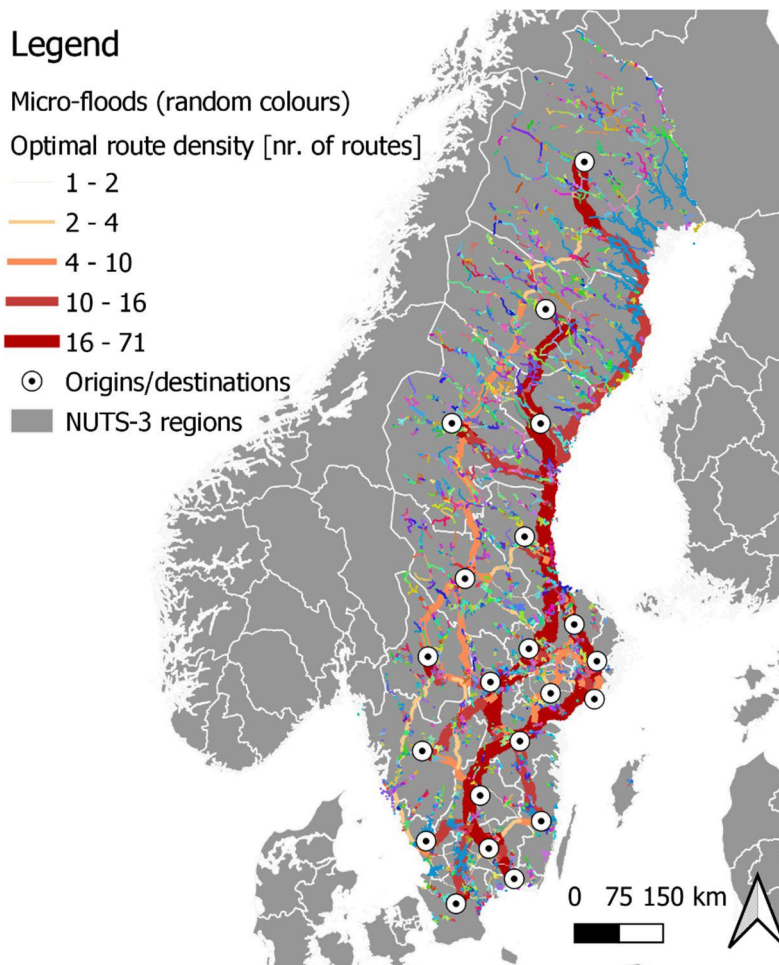 Legend
Micro-floods (random colours)
Optimal route density [nr. of routes]
1 - 2
2 - 4
4 - 10
10 - 16
16 - 71
Origins/destinations
NUTS-3 regions
0 75 150 km